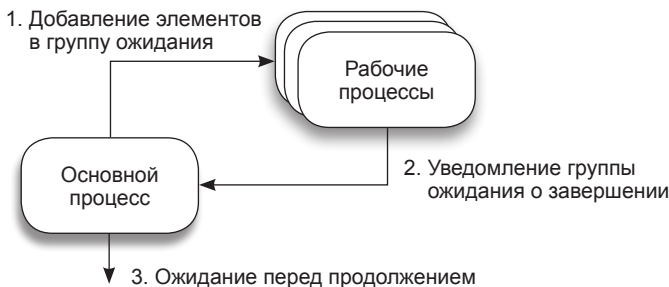 1. Добавление элементов
в группу ожидания
Рабочие
процессы
Основной
процесс
2. Уведомление группы
ожидания о завершении
3. Ожидание перед продолжением